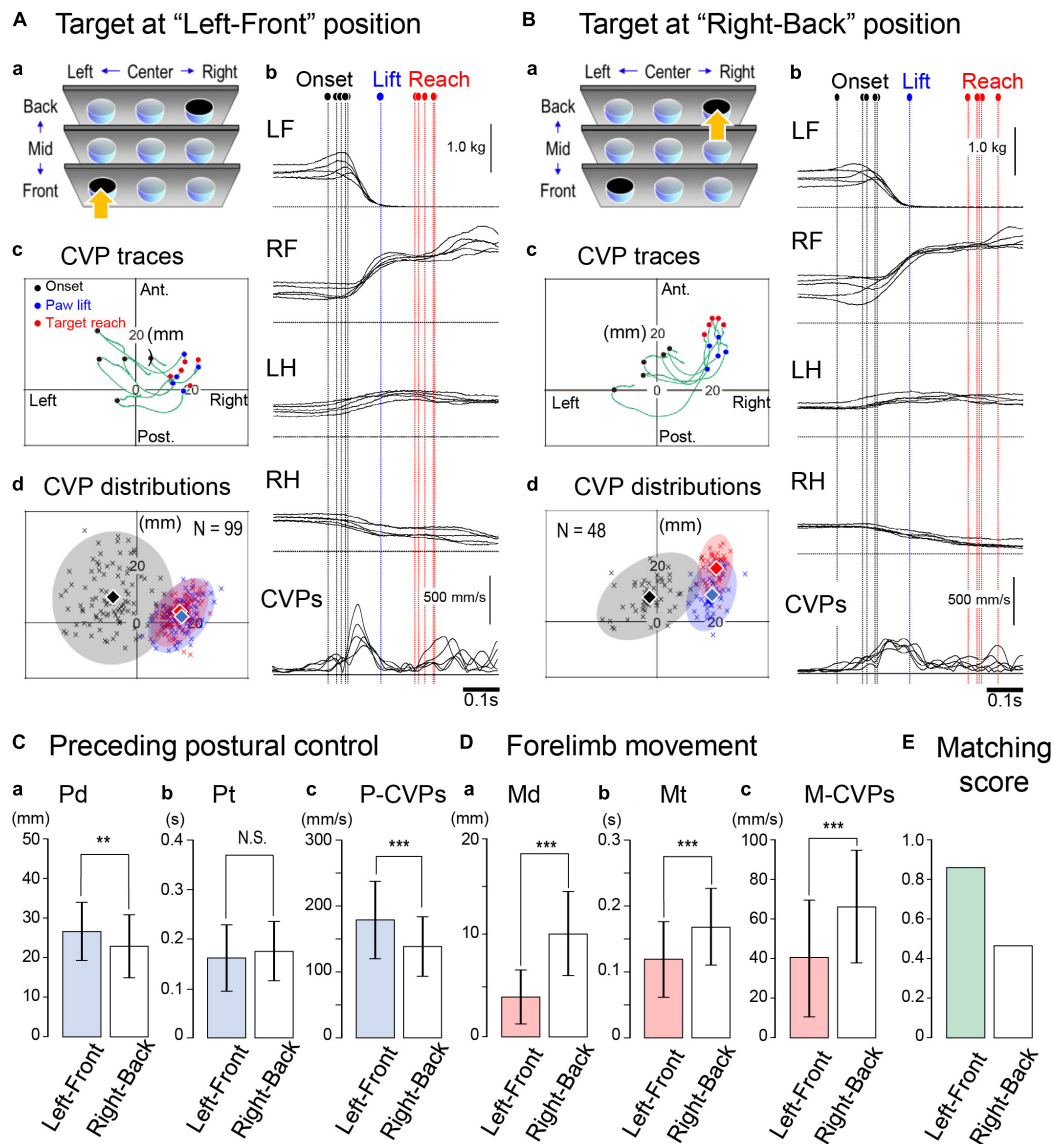 A Target at “Left-Front” position
a
Left Center Right
Back
Mid
Front
b
Onset Lift Reach
LF
1.0 kg
RF
LH
RH
CVPs
500 mm/s
0.1s
c CVP traces
Onset
Paw lift
Target reach
Ant.
(mm
20
)
0 20
Left Right
Post.
d CVP distributions
(mm) N = 99
20
0 20
B Target at “Right-Back” position
a
Left Center Right
Back
Mid
Front
b
Onset Lift Reach
LF
1.0 kg
RF
LH
RH
CVPs
500 mm/s
0.1s
c CVP traces
Ant.
(mm)
20
0 20
Left Right
Post.
d CVP distributions
N = 48 (mm)
20
0 20
C Preceding postural control
a Pd
(mm)
50
40
30
20
10
0
**
Left-Front
Right-Back
b Pt
(s)
0.4
0.3
0.2
0.1
0
N.S.
Left-Front
Right-Back
c P-CVPs
(mm/s)
300
200
100
0
***
Left-Front
Right-Back
D Forelimb movement
a Md
(mm)
20
10
0
***
Left-Front
Right-Back
b Mt
(s)
0.3
0.2
0.1
0
***
Left-Front
Right-Back
c M-CVPs
(mm/s)
100
80
60
40
20
0
***
Left-Front
Right-Back
E Matching
score
1.0
0.8
0.6
0.4
0.2
0
Left-Front
Right-Back